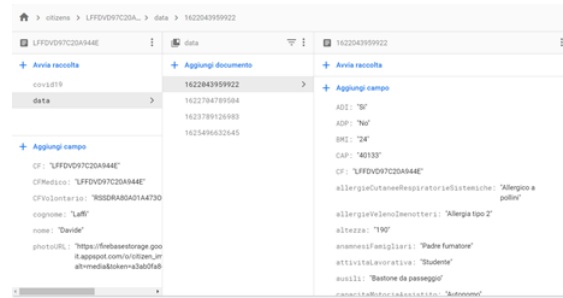 citizens > LFFDVD97C20A... > data > 1622043959922
LFFDVD97C20A944E
Avvia raccolta
covid19
data
Aggiungi campo
CF: "LFFDVD97C20A944E"
CFMedico: "LFFDVD97C20A944E"
CFVolontario: "RSSDRA80A01A473O
cognome: "Laffi"
nome: "Davide"
photoURL: "https://firebasestorage.goo
it.appspot.com/o/citizen_im
alt=media&token=a3ab0fa8
data
Aggiungi documento
1622043959922
1622704789504
1623789126983
1625496632645
1622043959922
Avvia raccolta
Aggiungi campo
ADI: "Si"
ADP: "No"
BMI: "24"
CAP: "40133"
CF: "LFFDVD97C20A944E"
allergieCutaneeRespiratorieSistemiche: "Allergico a
pollini"
allergieVelenoImenotteri: "Allergia tipo 2"
altezza: "190"
anamnesiFamigliari: "Padre fumatore"
attivitaLavorativa: "Studente"
ausili: "Bastone da passeggio"
capacitaMotorieAssistito: "Autonomo"